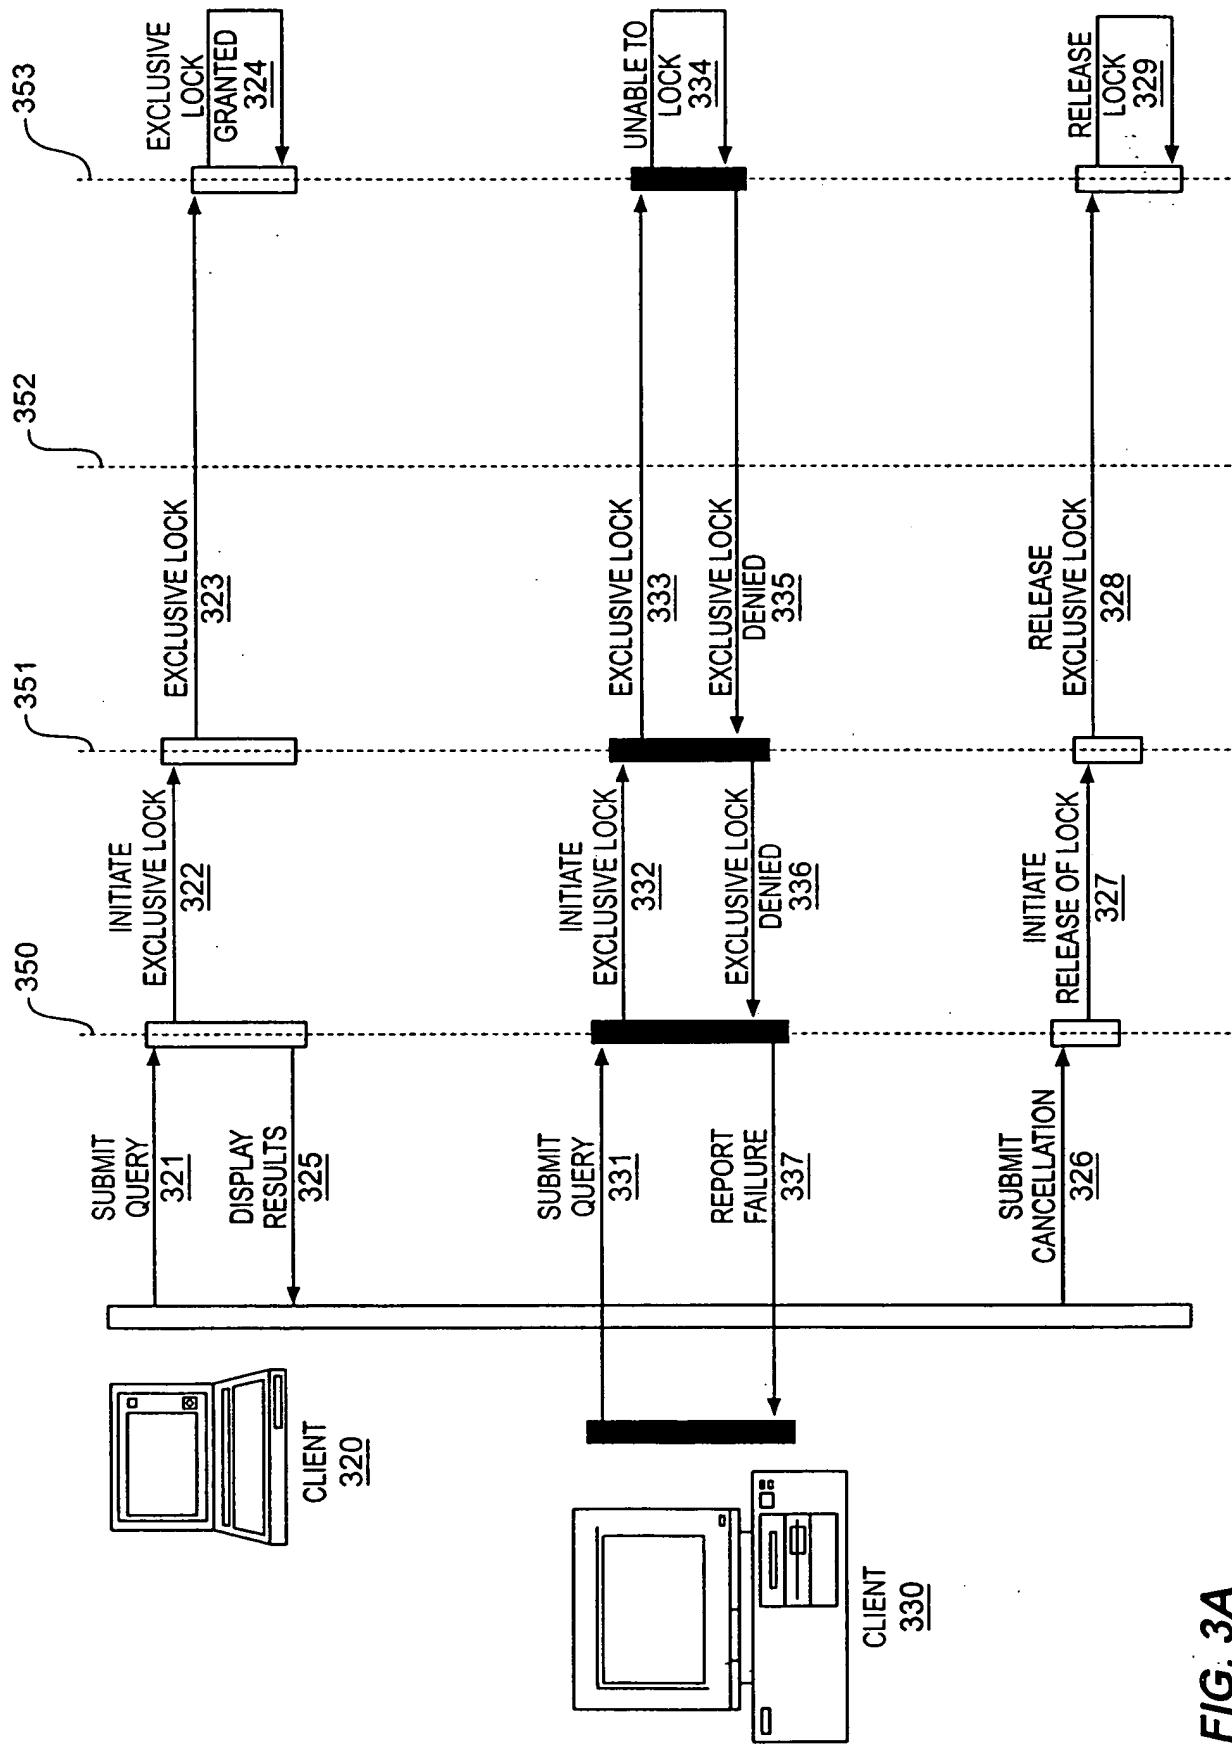 350
351
352
353
SUBMIT
QUERY
321
INITIATE
EXCLUSIVE LOCK
322
EXCLUSIVE LOCK
323
EXCLUSIVE
LOCK
GRANTED
324
DISPLAY
RESULTS
325
CLIENT
320
SUBMIT
QUERY
331
INITIATE
EXCLUSIVE LOCK
332
EXCLUSIVE LOCK
333
UNABLE TO
LOCK
334
REPORT
FAILURE
337
EXCLUSIVE LOCK
DENIED
336
EXCLUSIVE LOCK
DENIED
335
CLIENT
330
SUBMIT
CANCELLATION
326
INITIATE
RELEASE OF LOCK
327
RELEASE
EXCLUSIVE LOCK
328
RELEASE
LOCK
329
FIG. 3A